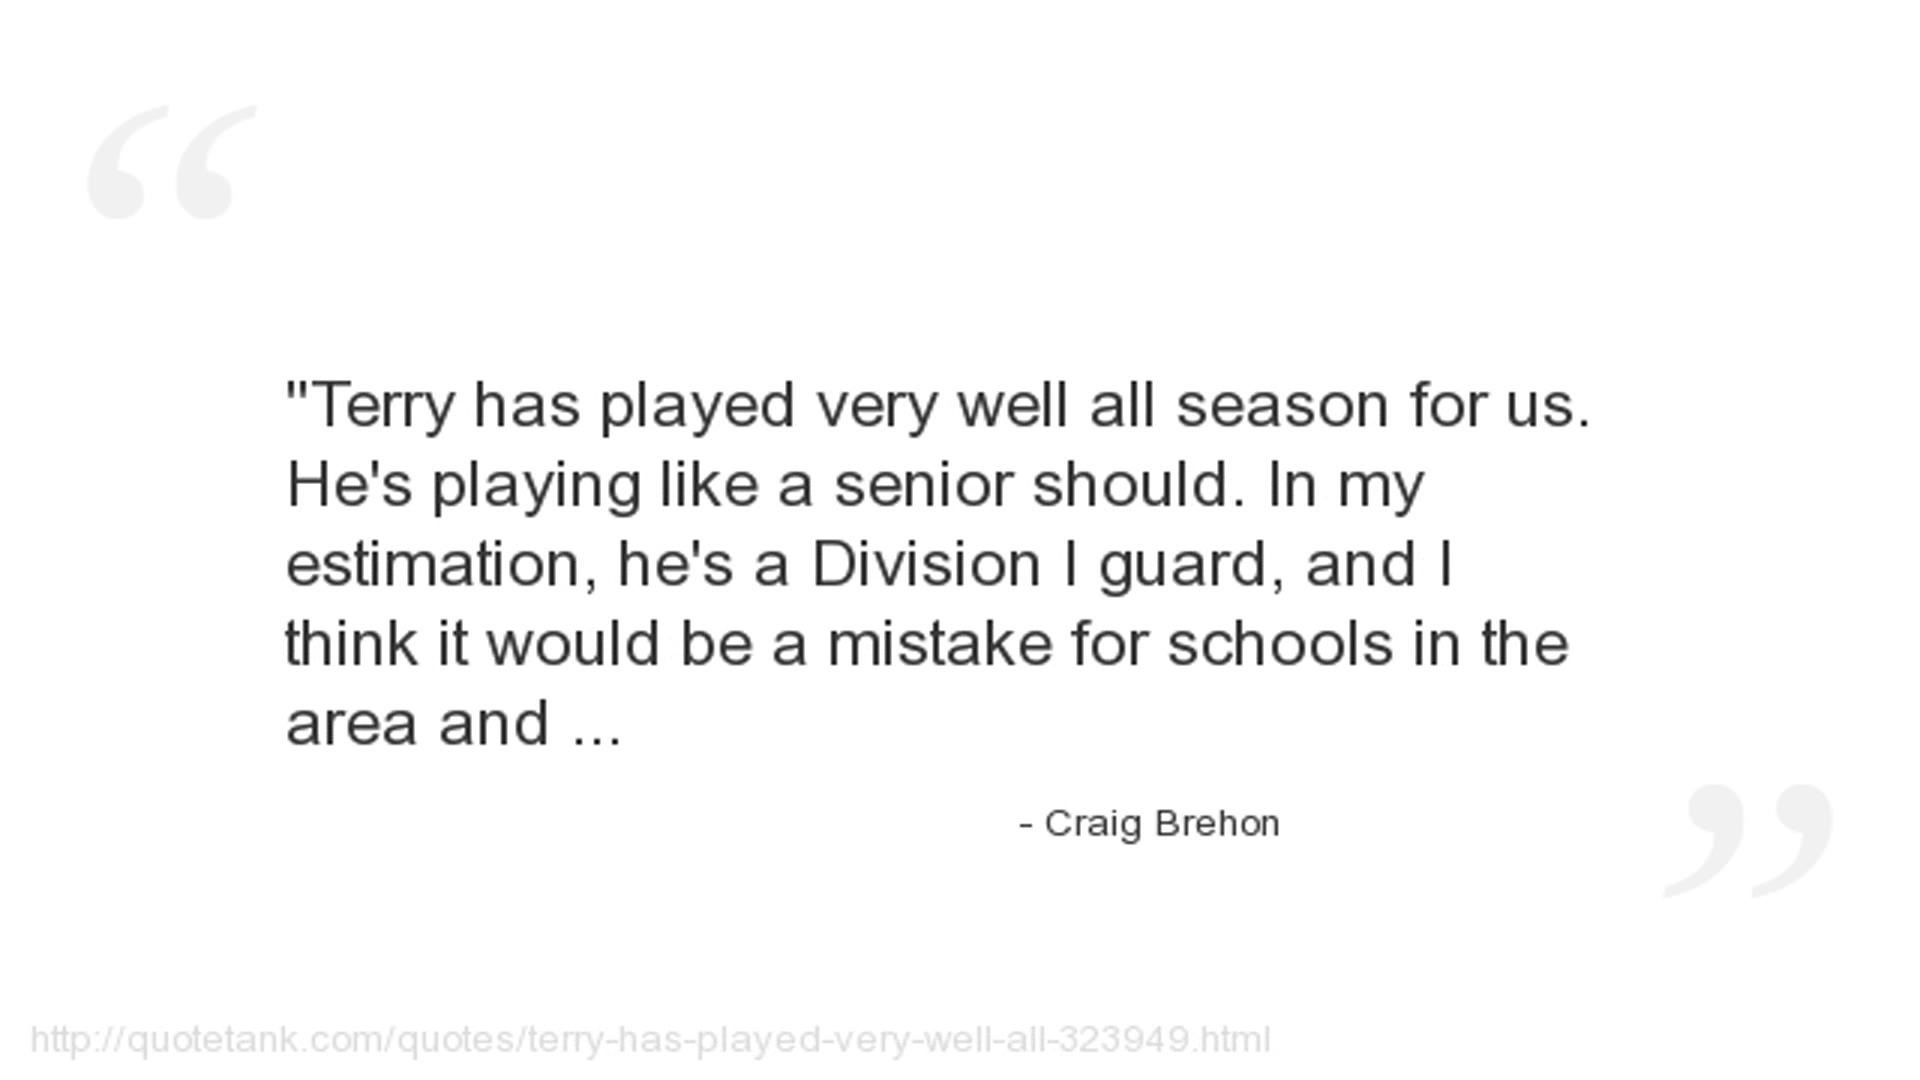 "Terry has played very well all season for us.
He's playing like a senior should. In my
estimation, he's a Division I guard, and I
think it would be a mistake for schools in the
area and ...
- Craig Brehon
http://quotetank.com/quotes/terry-has-played-very-well-all-323949.html